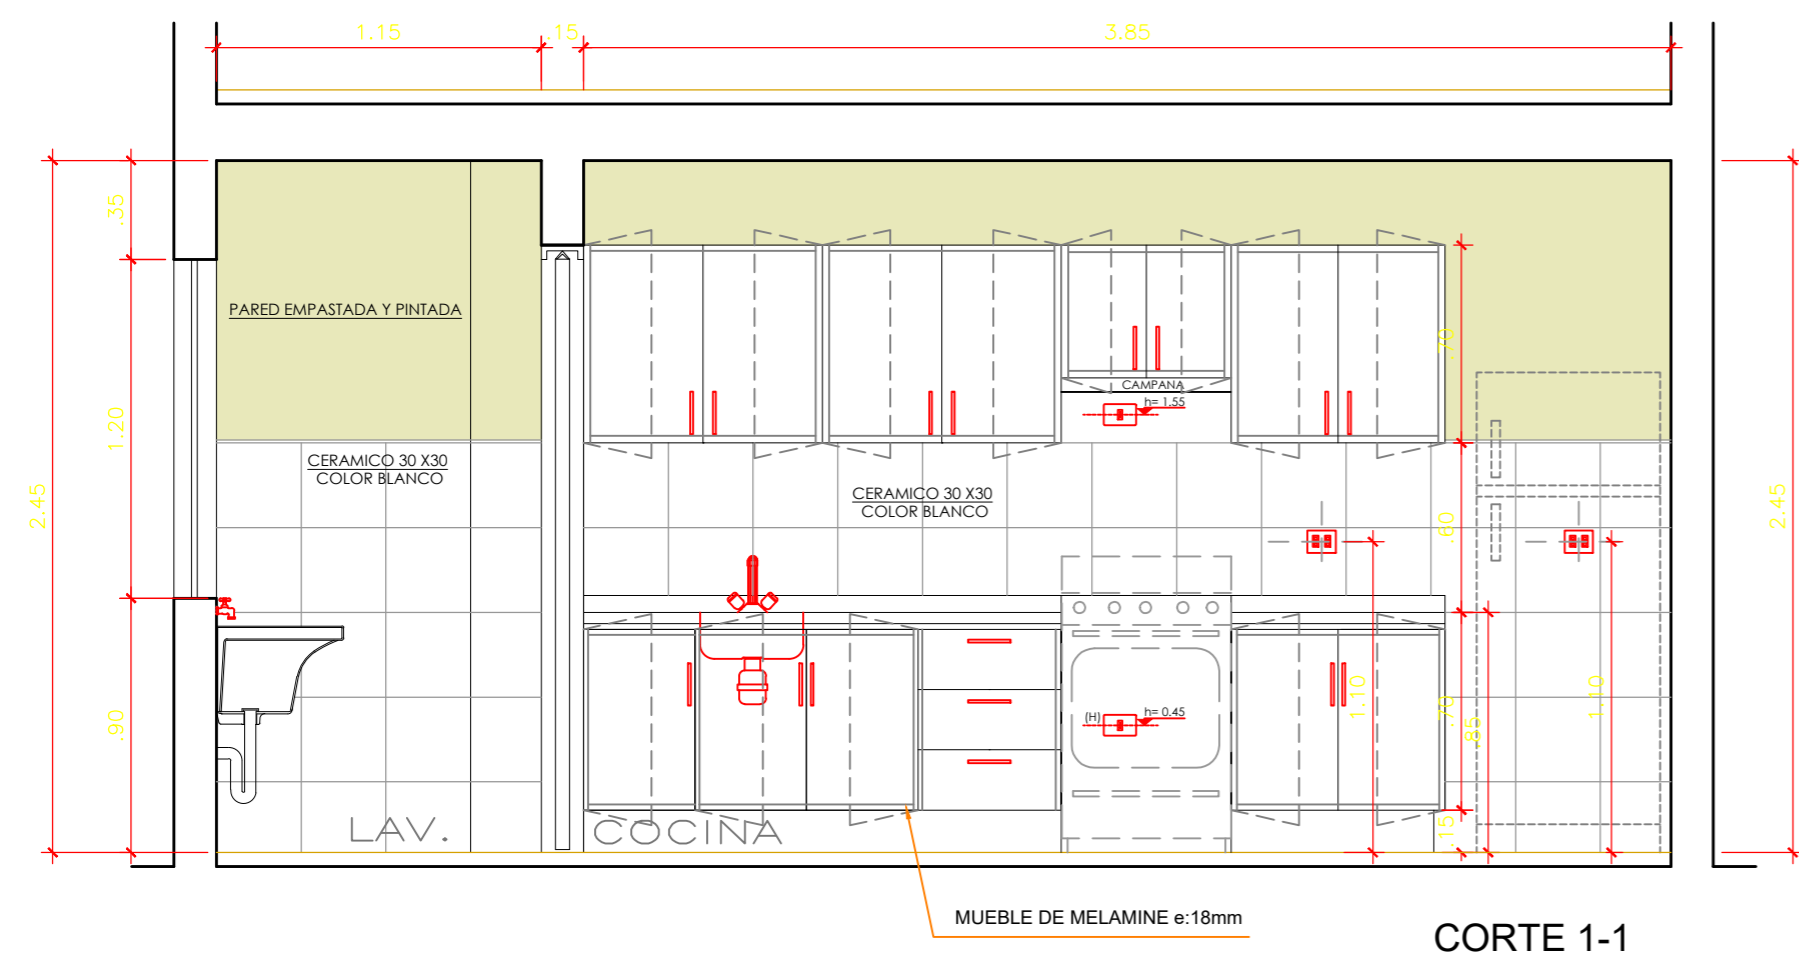 1.15
.15
3.85
.35
PARED EMPASTADA Y PINTADA
.70
CAMPANA
h= 1.55
1.20
CERAMICO 30 X30
COLOR BLANCO
CERAMICO 30 X30
COLOR BLANCO
2.45
2.45
.60
1.10
1.10
.90
(H)
h= 0.45
.70
.85
.15
LAV.
COCINA
MUEBLE DE MELAMINE e:18mm
CORTE 1-1